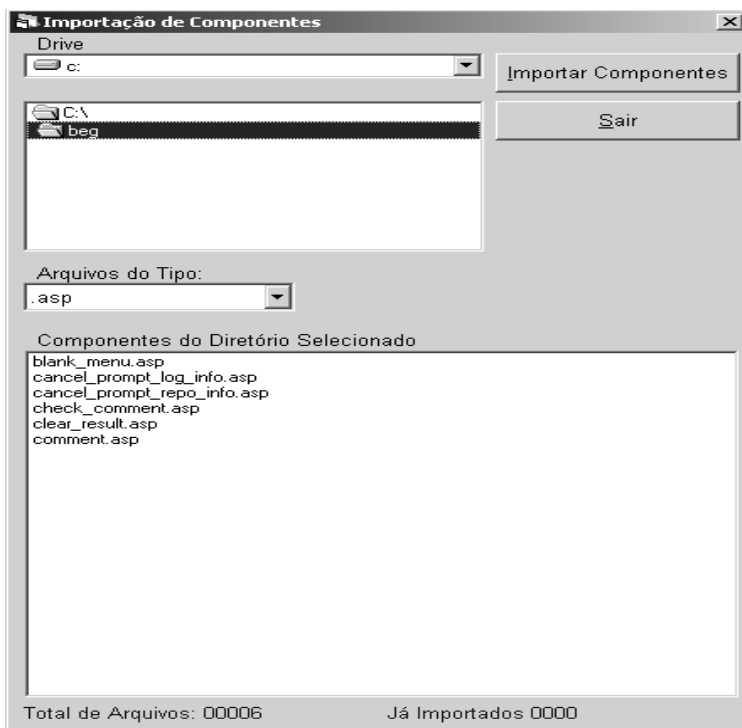 Importação de Componentes
Drive
c:
Importar Componentes
C:\
beg
Sair
Arquivos do Tipo:
.asp
Componentes do Diretório Selecionado
blank_menu.asp
cancel_prompt_log_info.asp
cancel_prompt_repo_info.asp
check_comment.asp
clear_result.asp
comment.asp
Total de Arquivos: 00006 Já Importados 0000